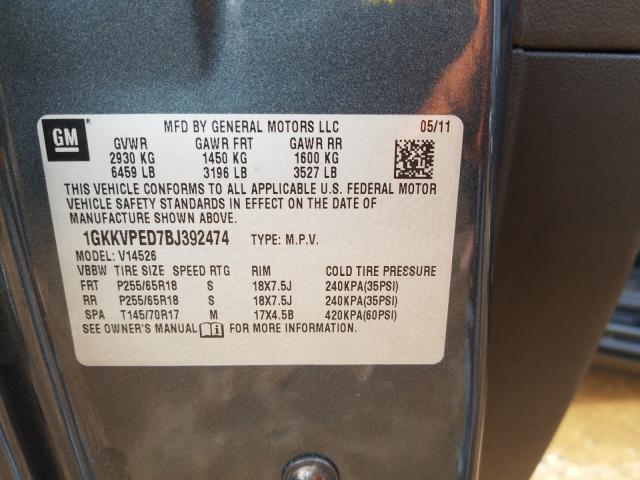 GM
MFD BY GENERAL MOTORS LLC 05/11
GVWR GAWR FRT GAWR RR
2930 KG 1450 KG 1600 KG
6459 LB 3196 LB 3527 LB
THIS VEHICLE CONFORMS TO ALL APPLICABLE U.S. FEDERAL MOTOR
VEHICLE SAFETY STANDARDS IN EFFECT ON THE DATE OF
MANUFACTURE SHOWN ABOVE.
1GKKVPED7BJ392474 TYPE: M.P.V.
MODEL: V14526
VBBW TIRE SIZE SPEED RTG RIM COLD TIRE PRESSURE
FRT P255/65R18 S 18X7.5J 240KPA(35PSI)
RR P255/65R18 S 18X7.5J 240KPA(35PSI)
SPA T145/70R17 M 17X4.5B 420KPA(60PSI)
SEE OWNER'S MANUAL FOR MORE INFORMATION.